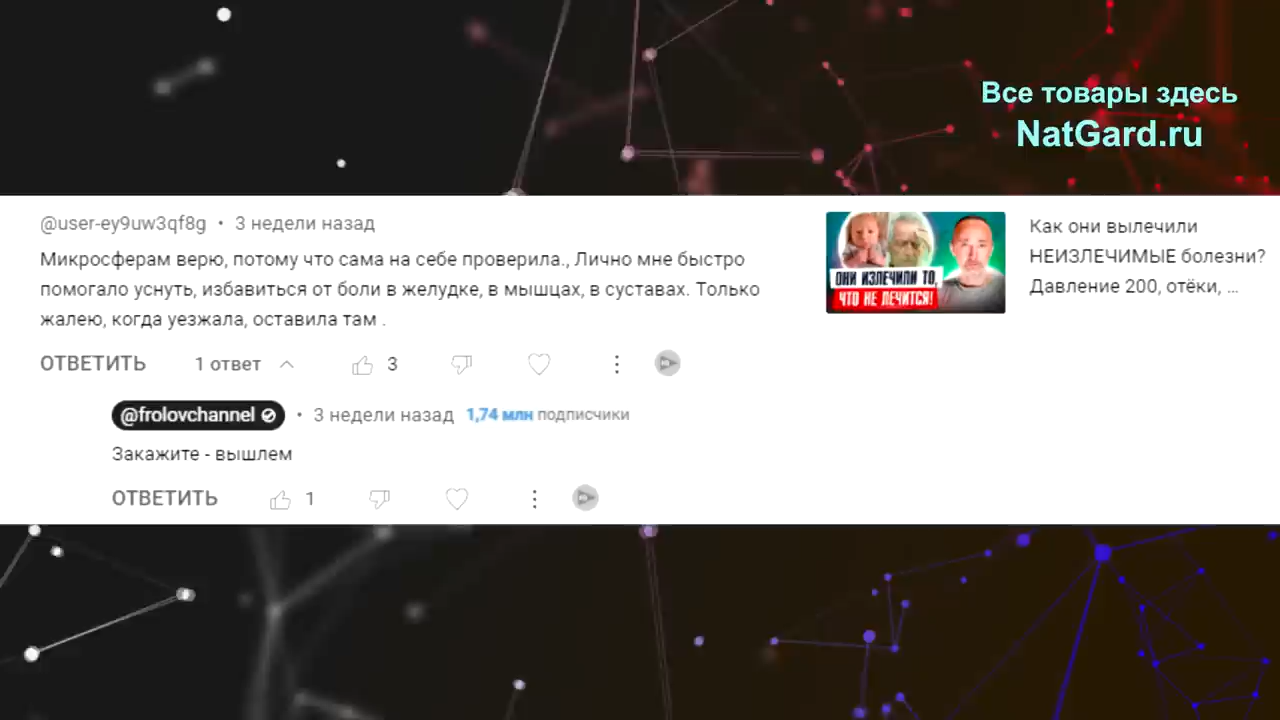 Все товары здесь
NatGard.ru
@user-ey9uw3qf8g • 3 недели назад
Микросферам верю, потому что сама на себе проверила., Лично мне быстро
помогало уснуть, избавиться от боли в желудке, в мышцах, в суставах. Только
жалею, когда уезжала, оставила там .
ОТВЕТИТЬ 1 ответ 3
@frolovchannel • 3 недели назад 1,74 млн подписчики
Закажите - вышлем
ОТВЕТИТЬ 1
ОНИ ИЗЛЕЧИЛИ ТО,
ЧТО НЕ ЛЕЧИТСЯ!
Как они вылечили
НЕИЗЛЕЧИМЫЕ болезни?
Давление 200, отёки, ...